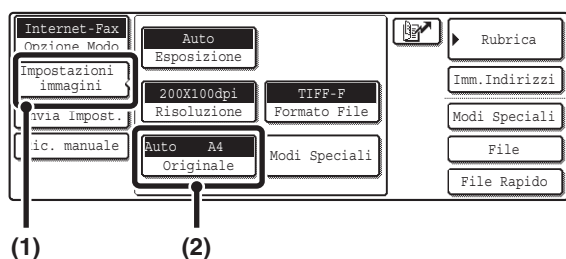 Internet-Fax
Opzione Modo
Impostazioni
immagini
Invia Impost.
Ric. manuale
Auto
Esposizione
200X100dpi
Risoluzione
TIFF-F
Formato File
Auto A4
Originale
Modi Speciali
Rubrica
Imm.Indirizzi
Modi Speciali
File
File Rapido
(1)
(2)